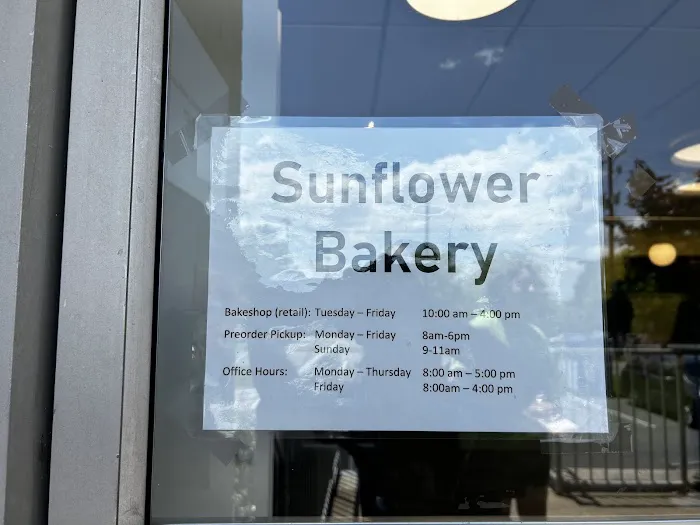 Sunflower
Bakery
Bakeshop (retail): Tuesday – Friday 10:00 am – 4:00 pm
Preorder Pickup: Monday – Friday 8am-6pm
Sunday 9-11am
Office Hours: Monday – Thursday 8:00 am – 5:00 pm
Friday 8:00am – 4:00 pm